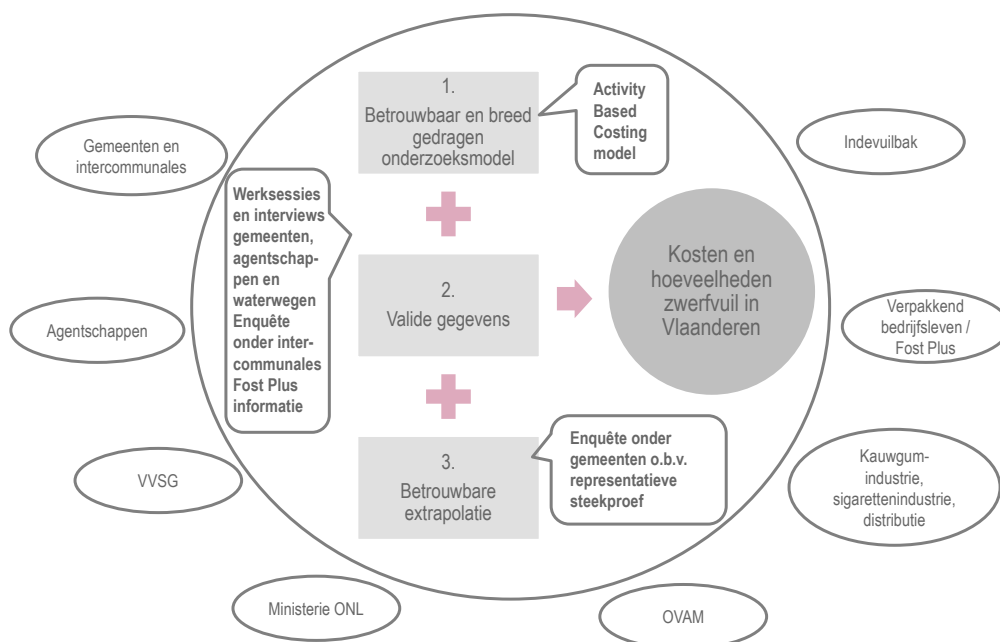 1.
Betrouwbaar en breed
gedragen
onderzoeksmodel
Activity
Based
Costing
model
Gemeenten en
intercommunales
Indevuilbak
Werksessies
en interviews
gemeenten,
agentschap-
pen en
waterwegen
Enquête
onder inter-
communales
Fost Plus
informatie
2.
Valide gegevens
Kosten en
hoeveelheden
zwerfvuil in
Vlaanderen
Agentschappen
Verpakkend
bedrijfsleven /
Fost Plus
3.
Betrouwbare
extrapolatie
Enquête onder
gemeenten o.b.v.
representatieve
steekproef
VVSG
Kauwgum-
industrie,
sigarettenindustrie,
distributie
Ministerie ONL
OVAM